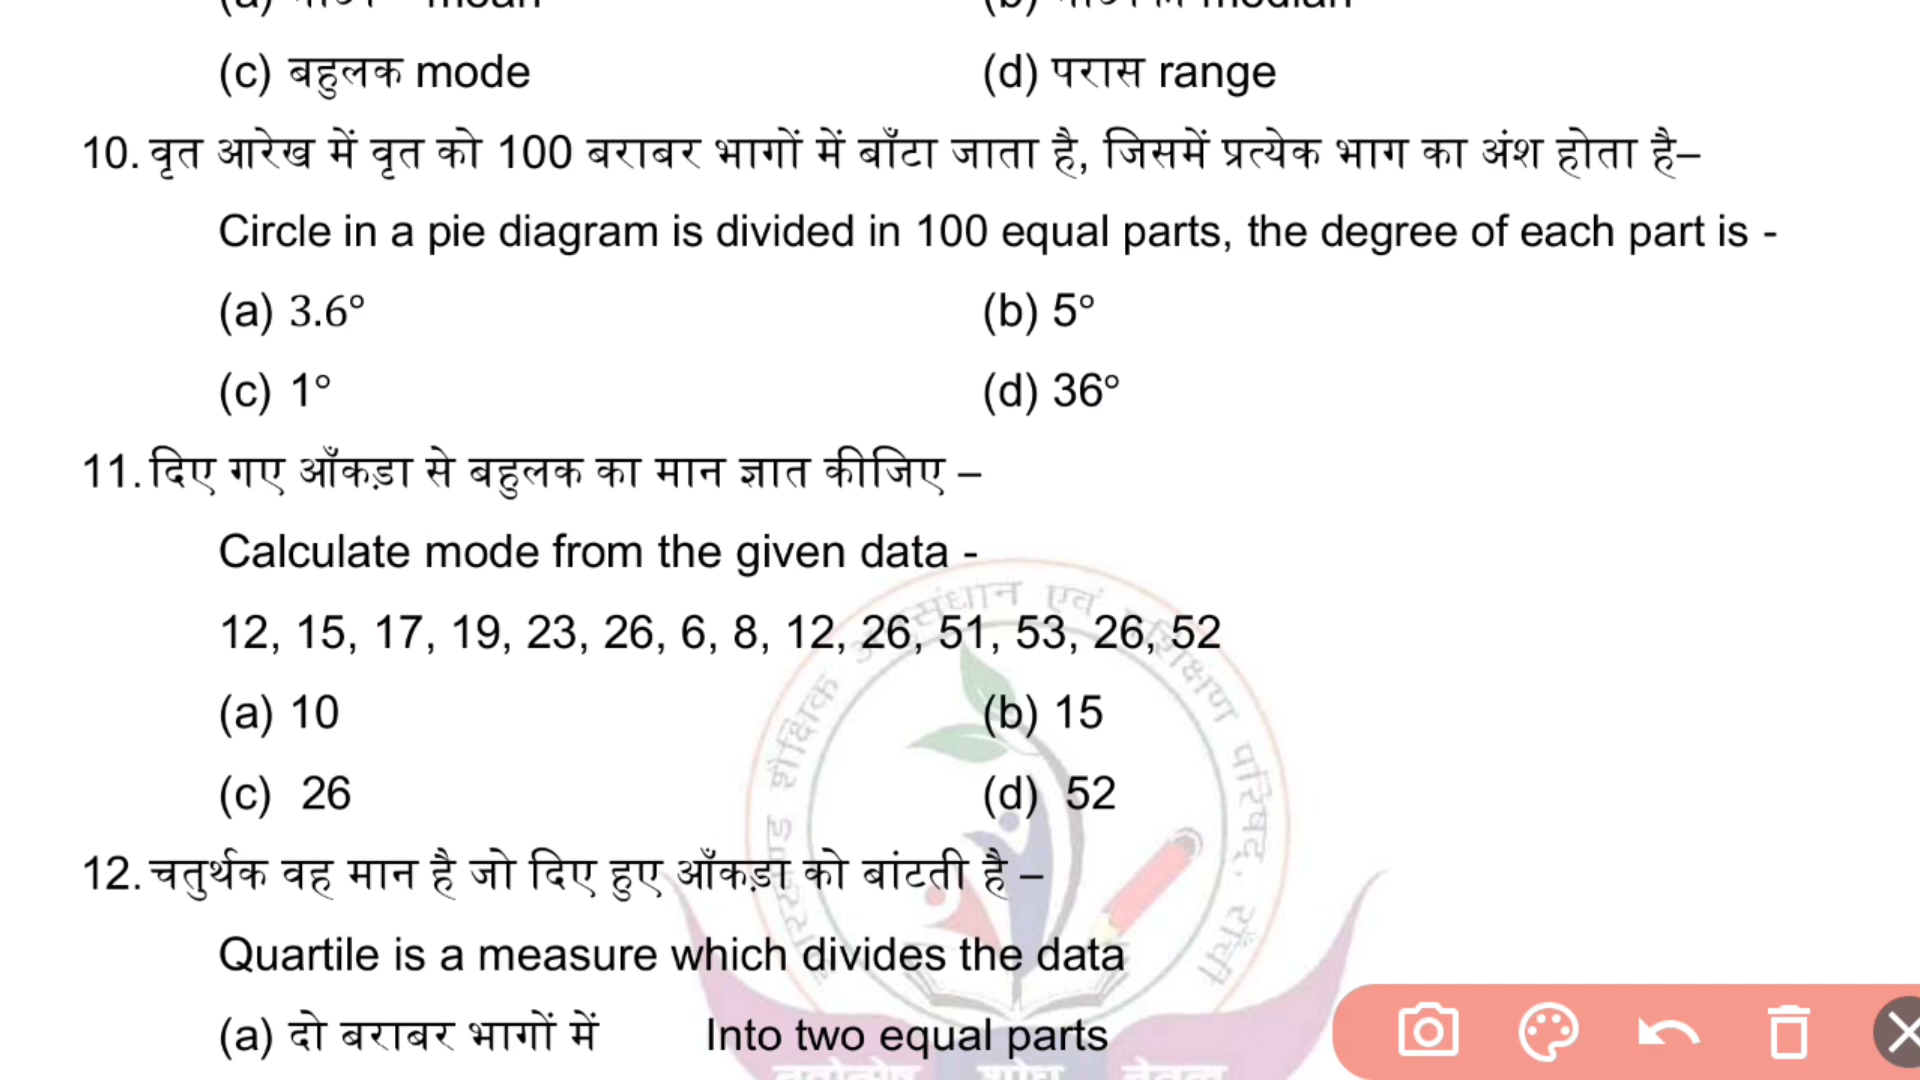 (c) बहुलक mode (d) परास range
10. वृत आरेख में वृत को 100 बराबर भागों में बाँटा जाता है, जिसमें प्रत्येक भाग का अंश होता है–
Circle in a pie diagram is divided in 100 equal parts, the degree of each part is -
(a) 3.6° (b) 5°
(c) 1° (d) 36°
11. दिए गए आँकड़ा से बहुलक का मान ज्ञात कीजिए –
Calculate mode from the given data -
12, 15, 17, 19, 23, 26, 6, 8, 12, 26, 51, 53, 26, 52
(a) 10 (b) 15
(c) 26 (d) 52
12. चतुर्थक वह मान है जो दिए हुए आँकड़ा को बांटती है –
Quartile is a measure which divides the data
(a) दो बराबर भागों में Into two equal parts